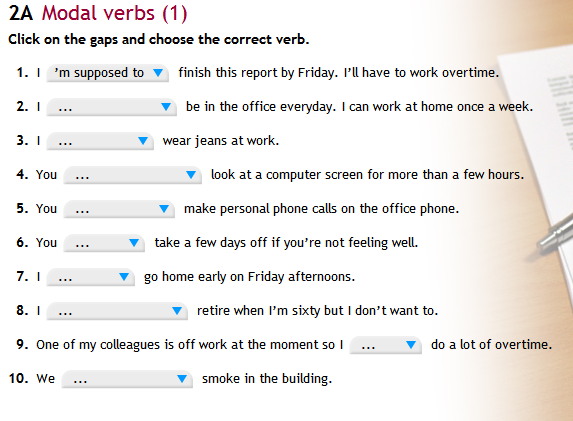 2A Modal verbs (1)
Click on the gaps and choose the correct verb.
1. I 'm supposed to finish this report by Friday. I'll have to work overtime.
2. I ... be in the office everyday. I can work at home once a week.
3. I ... wear jeans at work.
4. You ... look at a computer screen for more than a few hours.
5. You ... make personal phone calls on the office phone.
6. You ... take a few days off if you're not feeling well.
7. I ... go home early on Friday afternoons.
8. I ... retire when I'm sixty but I don't want to.
9. One of my colleagues is off work at the moment so I ... do a lot of overtime.
10. We ... smoke in the building.